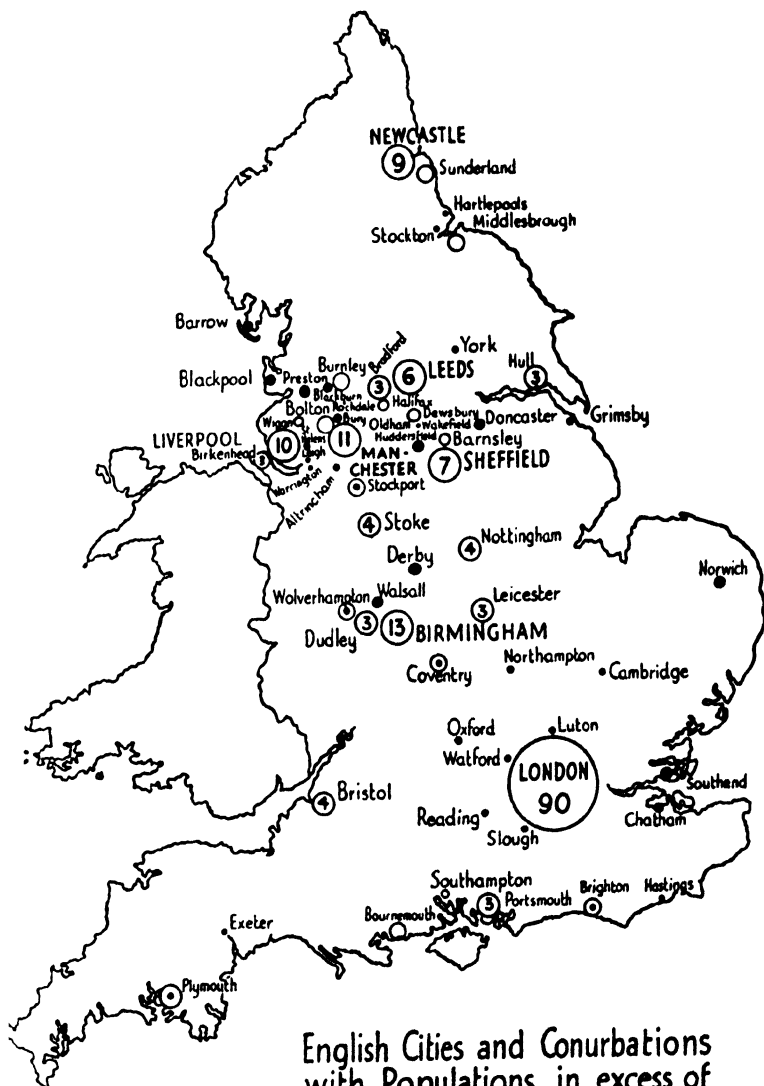 NEWCASTLE
9
Sunderland
Hartlepools
Middlesbrough
Stockton
Barrow
York
Hull
3
Bradford
3
6
LEEDS
Blackpool
Preston
Burnley
Blackburn
Halifax
Rochdale
Bolton
Bury
Oldham
Dewsbury
Wakefield
Doncaster
Grimsby
Wigan
St.
Helens
Leigh
Huddersfield
Barnsley
LIVERPOOL
10
11
Birkenhead
3
MAN-
CHESTER
7
SHEFFIELD
Warrington
Altrincham
Stockport
4
Stoke
4
Nottingham
Derby
Norwich
Wolverhampton
Walsall
Leicester
3
Dudley
3
13
BIRMINGHAM
Coventry
Northampton
Cambridge
Oxford
Luton
Watford
LONDON
90
Southend
Chatham
4
Bristol
Reading
Slough
Southampton
3
Portsmouth
Brighton
Hastings
Bournemouth
Exeter
Plymouth
English Cities and Conurbations
with Populations in excess of